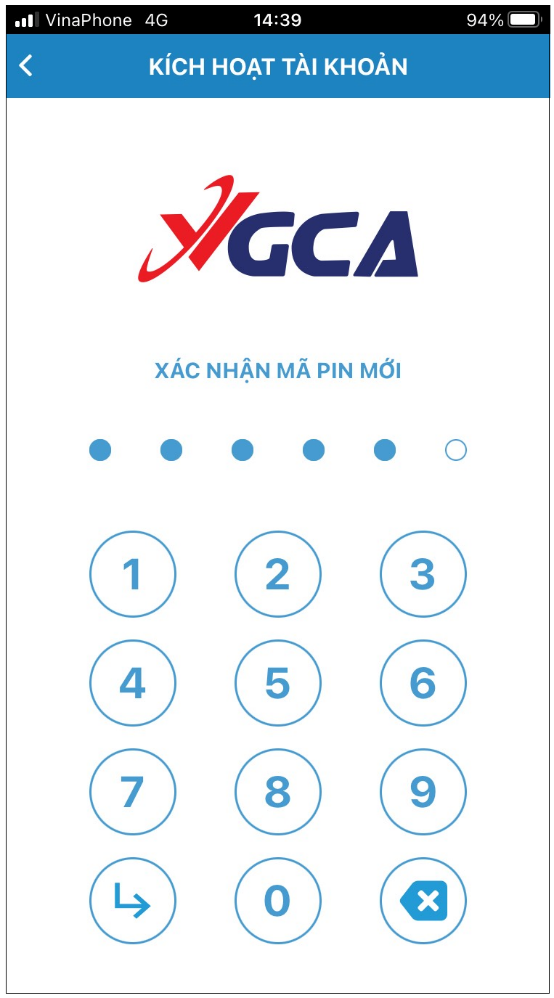 VinaPhone 4G 14:39 94%
KÍCH HOẠT TÀI KHOẢN
VGCA
XÁC NHẬN MÃ PIN MỚI
1 2 3
4 5 6
7 8 9
0